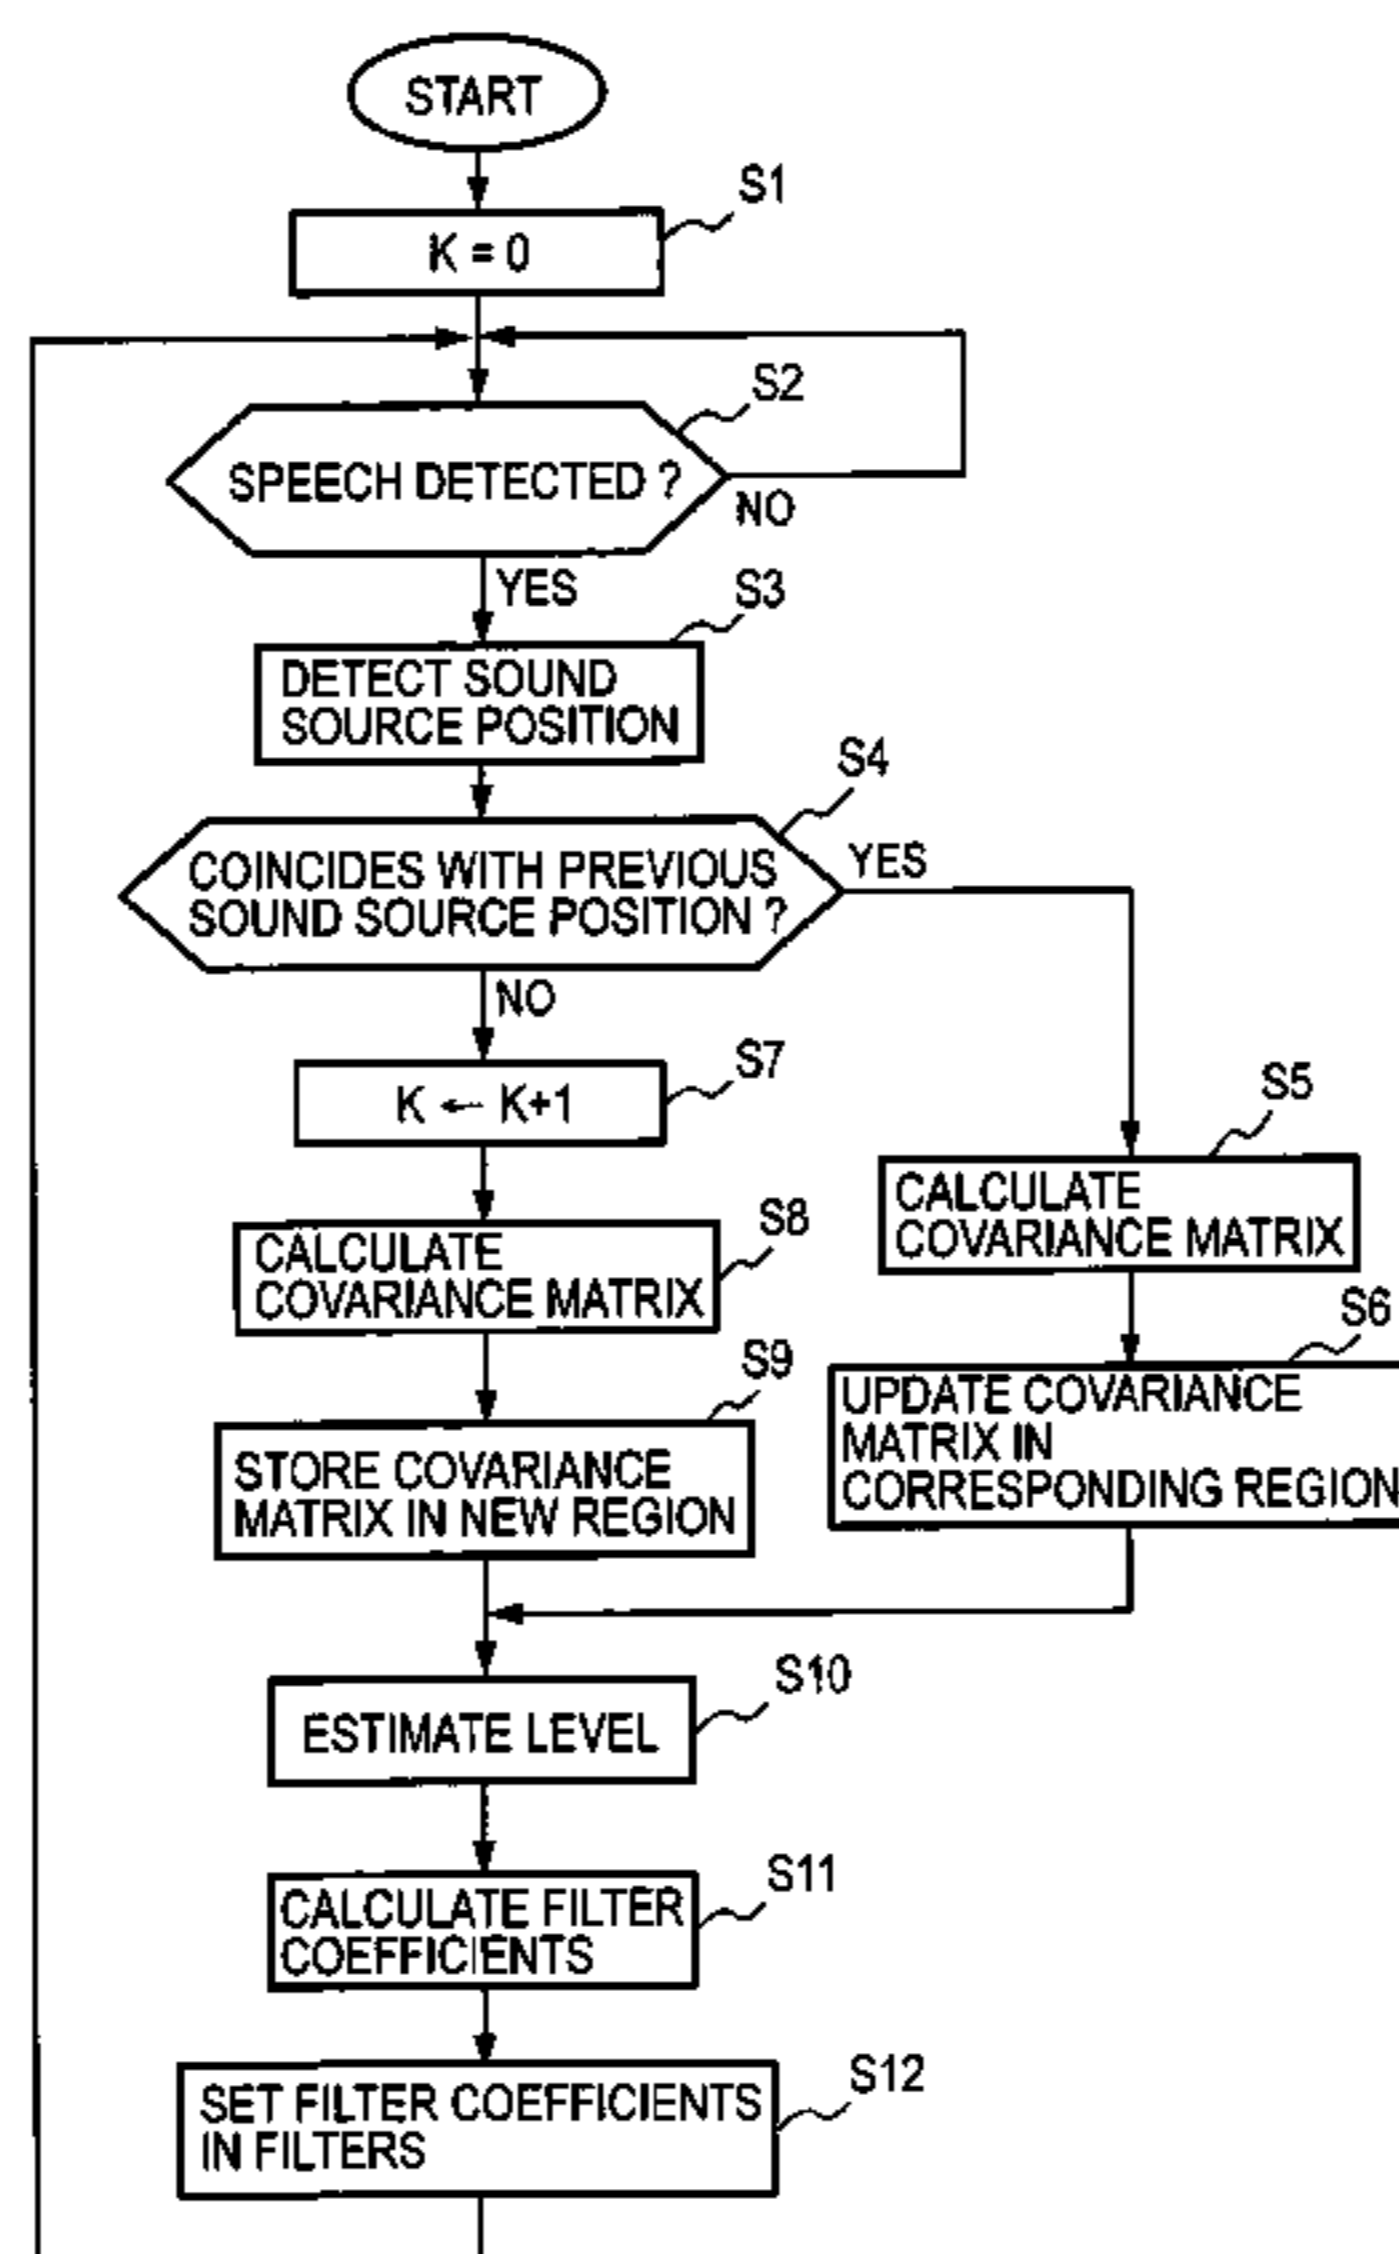 START
S1
K = 0
S2
SPEECH DETECTED ?
NO
YES
S3
DETECT SOUND
SOURCE POSITION
S4
COINCIDES WITH PREVIOUS
SOUND SOURCE POSITION ?
YES
NO
S7
K ← K+1
S5
CALCULATE
COVARIANCE MATRIX
S8
CALCULATE
COVARIANCE MATRIX
S6
UPDATE COVARIANCE
MATRIX IN
CORRESPONDING REGION
S9
STORE COVARIANCE
MATRIX IN NEW REGION
S10
ESTIMATE LEVEL
S11
CALCULATE FILTER
COEFFICIENTS
S12
SET FILTER COEFFICIENTS
IN FILTERS